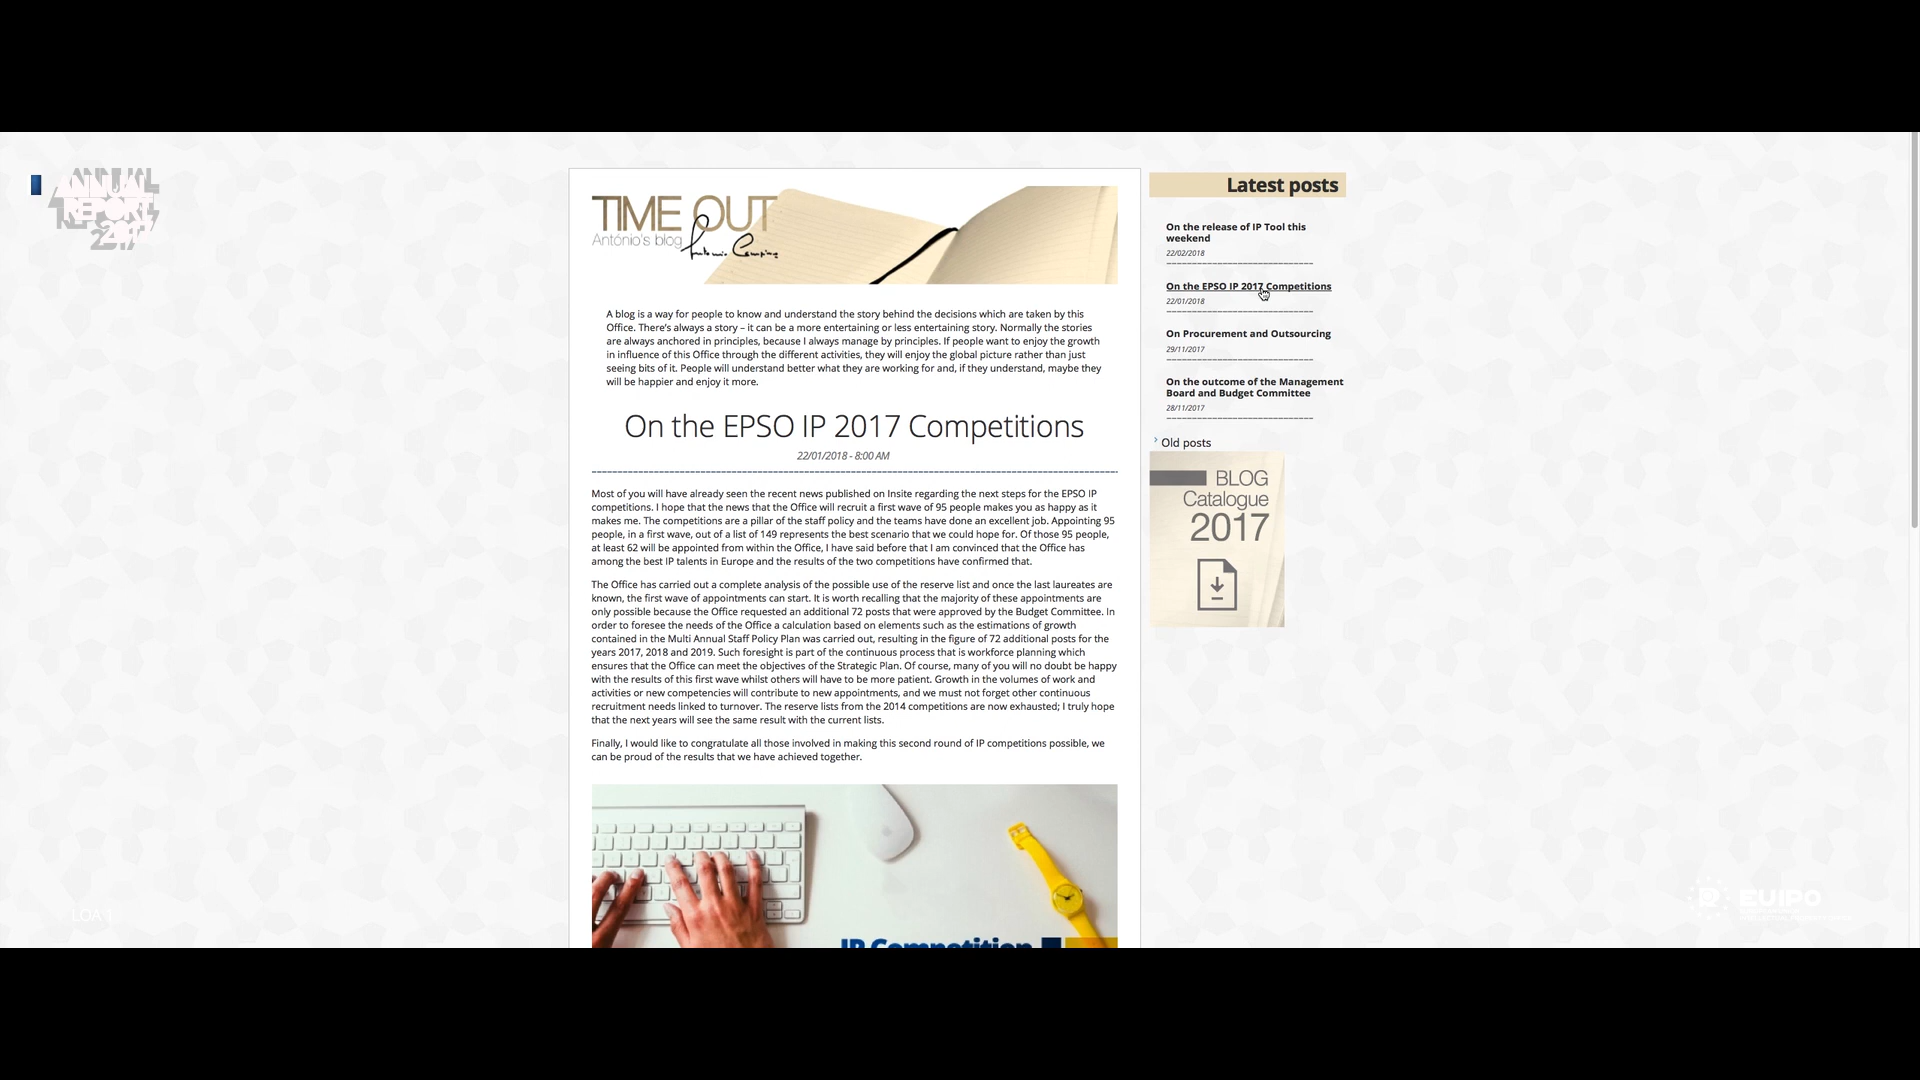 ANNUAL
REPORT
2017
TIME OUT
António's blog
A blog is a way for people to know and understand the story behind the decisions which are taken by this
Office. There's always a story – it can be a more entertaining or less entertaining story. Normally the stories
are always anchored in principles, because I always manage by principles. If people want to enjoy the growth
in influence of this Office through the different activities, they will enjoy the global picture rather than just
seeing bits of it. People will understand better what they are working for and, if they understand, maybe they
will be happier and enjoy it more.
On the EPSO IP 2017 Competitions
22/01/2018 - 8:00 AM
Most of you will have already seen the recent news published on Insite regarding the next steps for the EPSO IP
competitions. I hope that the news that the Office will recruit a first wave of 95 people makes you as happy as it
makes me. The competitions are a pillar of the staff policy and the teams have done an excellent job. Appointing 95
people, in a first wave, out of a list of 149 represents the best scenario that we could hope for. Of those 95 people,
at least 62 will be appointed from within the Office, I have said before that I am convinced that the Office has
among the best IP talents in Europe and the results of the two competitions have confirmed that.
The Office has carried out a complete analysis of the possible use of the reserve list and once the last laureates are
known, the first wave of appointments can start. It is worth recalling that the majority of these appointments are
only possible because the Office requested an additional 72 posts that were approved by the Budget Committee. In
order to foresee the needs of the Office a calculation based on elements such as the estimations of growth
contained in the Multi Annual Staff Policy Plan was carried out, resulting in the figure of 72 additional posts for the
years 2017, 2018 and 2019. Such foresight is part of the continuous process that is workforce planning which
ensures that the Office can meet the objectives of the Strategic Plan. Of course, many of you will no doubt be happy
with the results of this first wave whilst others will have to be more patient. Growth in the volumes of work and
activities or new competencies will contribute to new appointments, and we must not forget other continuous
recruitment needs linked to turnover. The reserve lists from the 2014 competitions are now exhausted; I truly hope
that the next years will see the same result with the current lists.
Finally, I would like to congratulate all those involved in making this second round of IP competitions possible, we
can be proud of the results that we have achieved together.
IP Competition
Latest posts
On the release of IP Tool this
weekend
22/02/2018
On the EPSO IP 2017 Competitions
22/01/2018
On Procurement and Outsourcing
29/11/2017
On the outcome of the Management
Board and Budget Committee
28/11/2017
Old posts
BLOG
Catalogue
2017
LOA 1
EUIPO